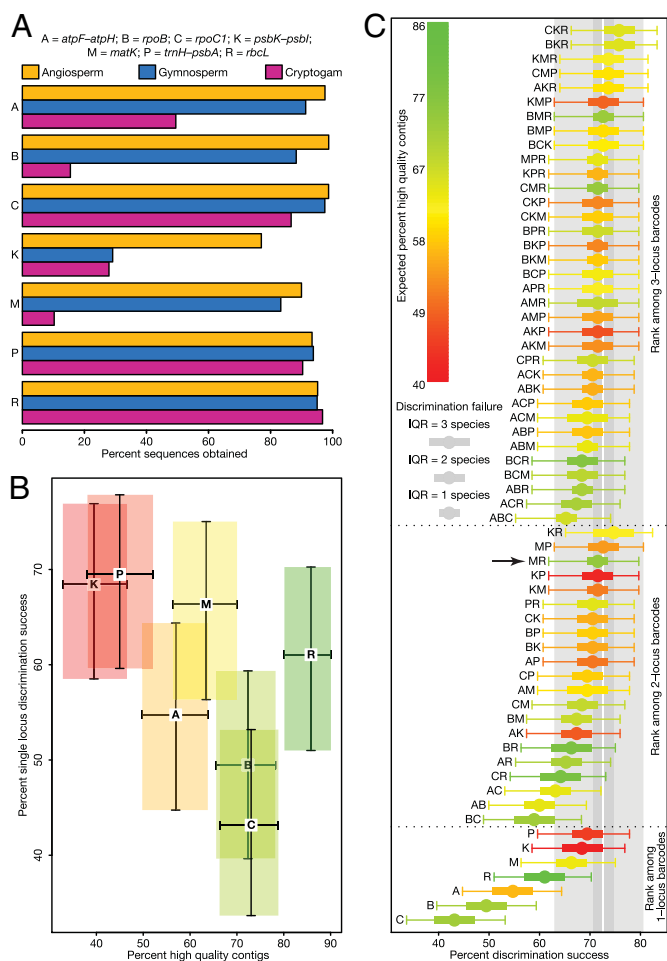 A
A = atpF–atpH; B = rpoB; C = rpoC1; K = psbK–psbI;
M = matK; P = trnH–psbA; R = rbcL
Angiosperm Gymnosperm Cryptogam
A
B
C
K
M
P
R
0 20 40 60 80 100
Percent sequences obtained
B
Percent single locus discrimination success
70
60
50
40
K
P
M
A
R
B
C
40 50 60 70 80 90
Percent high quality contigs
C
Expected percent high quality contigs
86
77
67
58
49
40
Discrimination failure
IQR = 3 species
IQR = 2 species
IQR = 1 species
CKR
BKR
KMR
CMP
AKR
KMP
BMR
BMP
BCK
MPR
KPR
CMR
CKP
CKM
BPR
BKP
BKM
BCP
APR
AMR
AMP
AKP
AKM
CPR
ACK
ABK
ACP
ACM
ABP
ABM
BCR
BCM
ABR
ACR
ABC
Rank among 3–locus barcodes
KR
MP
MR
KP
KM
PR
CK
BP
BK
AP
CP
AM
CM
BM
AK
BR
AR
CR
AC
AB
BC
Rank among 2–locus barcodes
P
K
M
R
A
B
C
Rank among
1–locus barcodes
40 50 60 70 80
Percent discrimination success